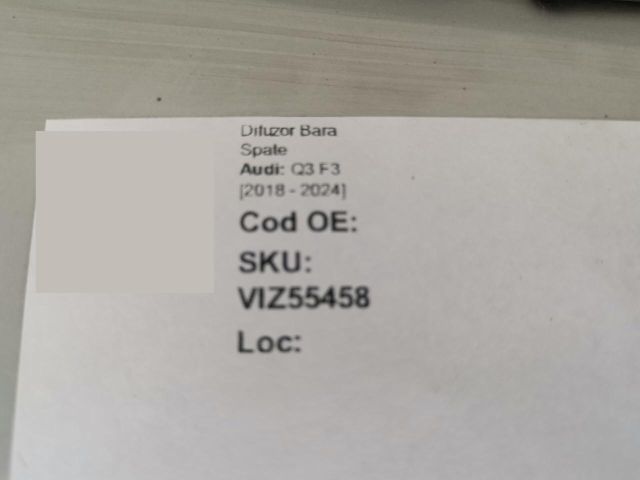 Difuzor Bara
Spate
Audi: Q3 F3
[2018 - 2024]
Cod OE:
SKU:
VIZ55458
Loc: